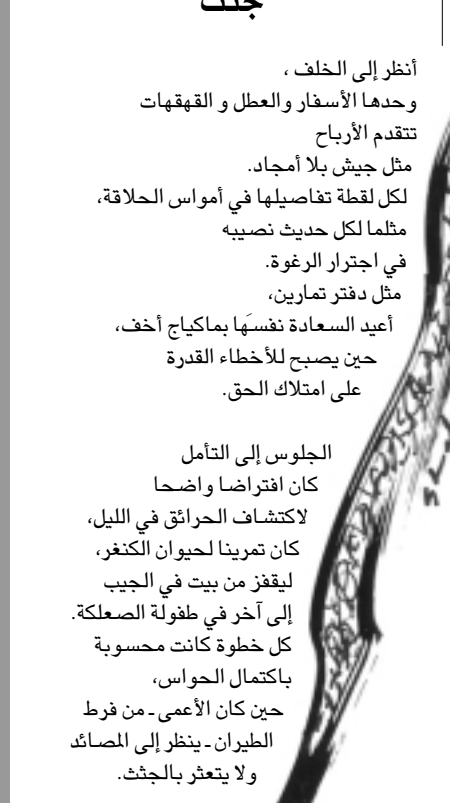 جثث
أنظر إلى الخلف ،
وحدها الأسفار والعطل و القهقهات
تتقدم الأرباح
مثل جيش بلا أمجاد.
لكل لقطة تفاصيلها في أمواس الحلاقة،
مثلما لكل حديث نصيبه
في اجترار الرغوة.
مثل دفتر تمارين،
أعيد السعادة نفسَها بماكياج أخف،
حين يصبح للأخطاء القدرة
على امتلاك الحق.
الجلوس إلى التأمل
كان افتراضا واضحا
لاكتشاف الحرائق في الليل،
كان تمرينا لحيوان الكنغر،
ليقفز من بيت في الجيب
إلى آخر في طفولة الصعلكة.
كل خطوة كانت محسوبة
باكتمال الحواس،
حين كان الأعمى ـ من فرط
الطيران ـ ينظر إلى المصائد
ولا يتعثر بالجثث.